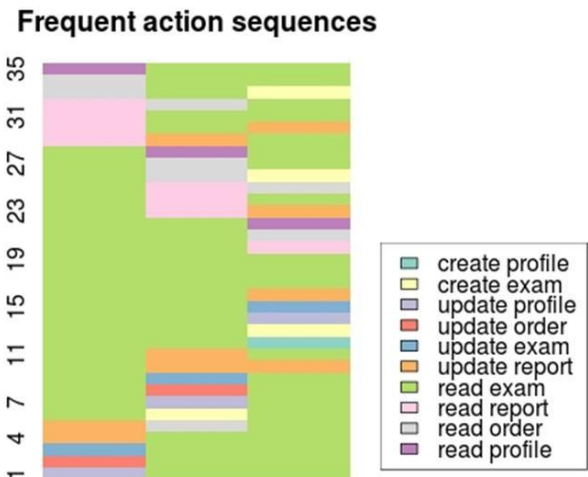 Frequent action sequences
35
31
27
23
19
15
11
7
4
1
create profile
create exam
update profile
update order
update exam
update report
read exam
read report
read order
read profile